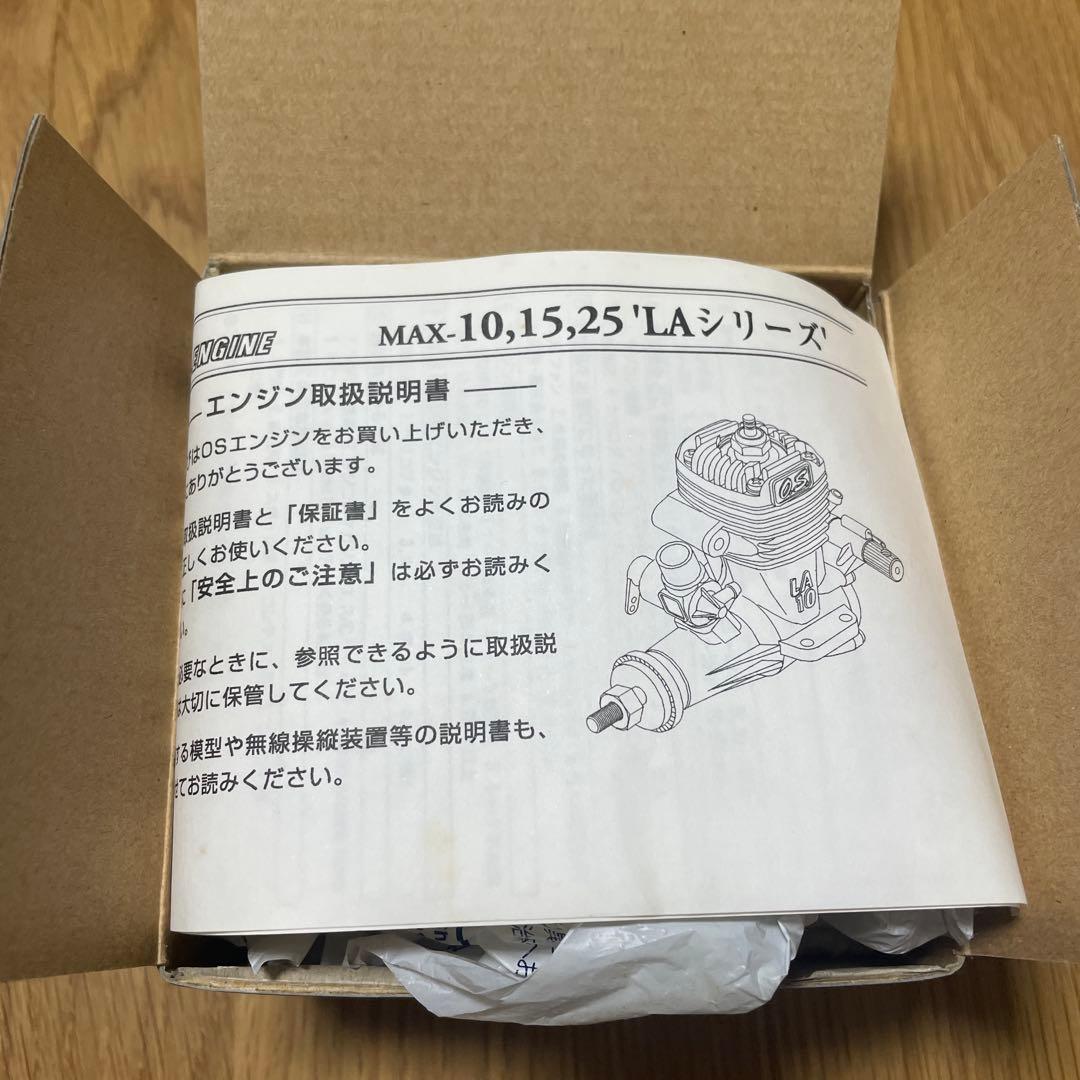 ENGINE
MAX-10,15,25 'LAシリーズ'
エンジン取扱説明書
はOSエンジンをお買い上げいただき、
ありがとうございます。
取扱説明書と「保証書」をよくお読みの
しくお使いください。
「安全上のご注意」は必ずお読みく
い。
必要なときに、参照できるように取扱説
は大切に保管してください。
する模型や無線操縦装置等の説明書も、
せてお読みください。
O.S.
LA
10